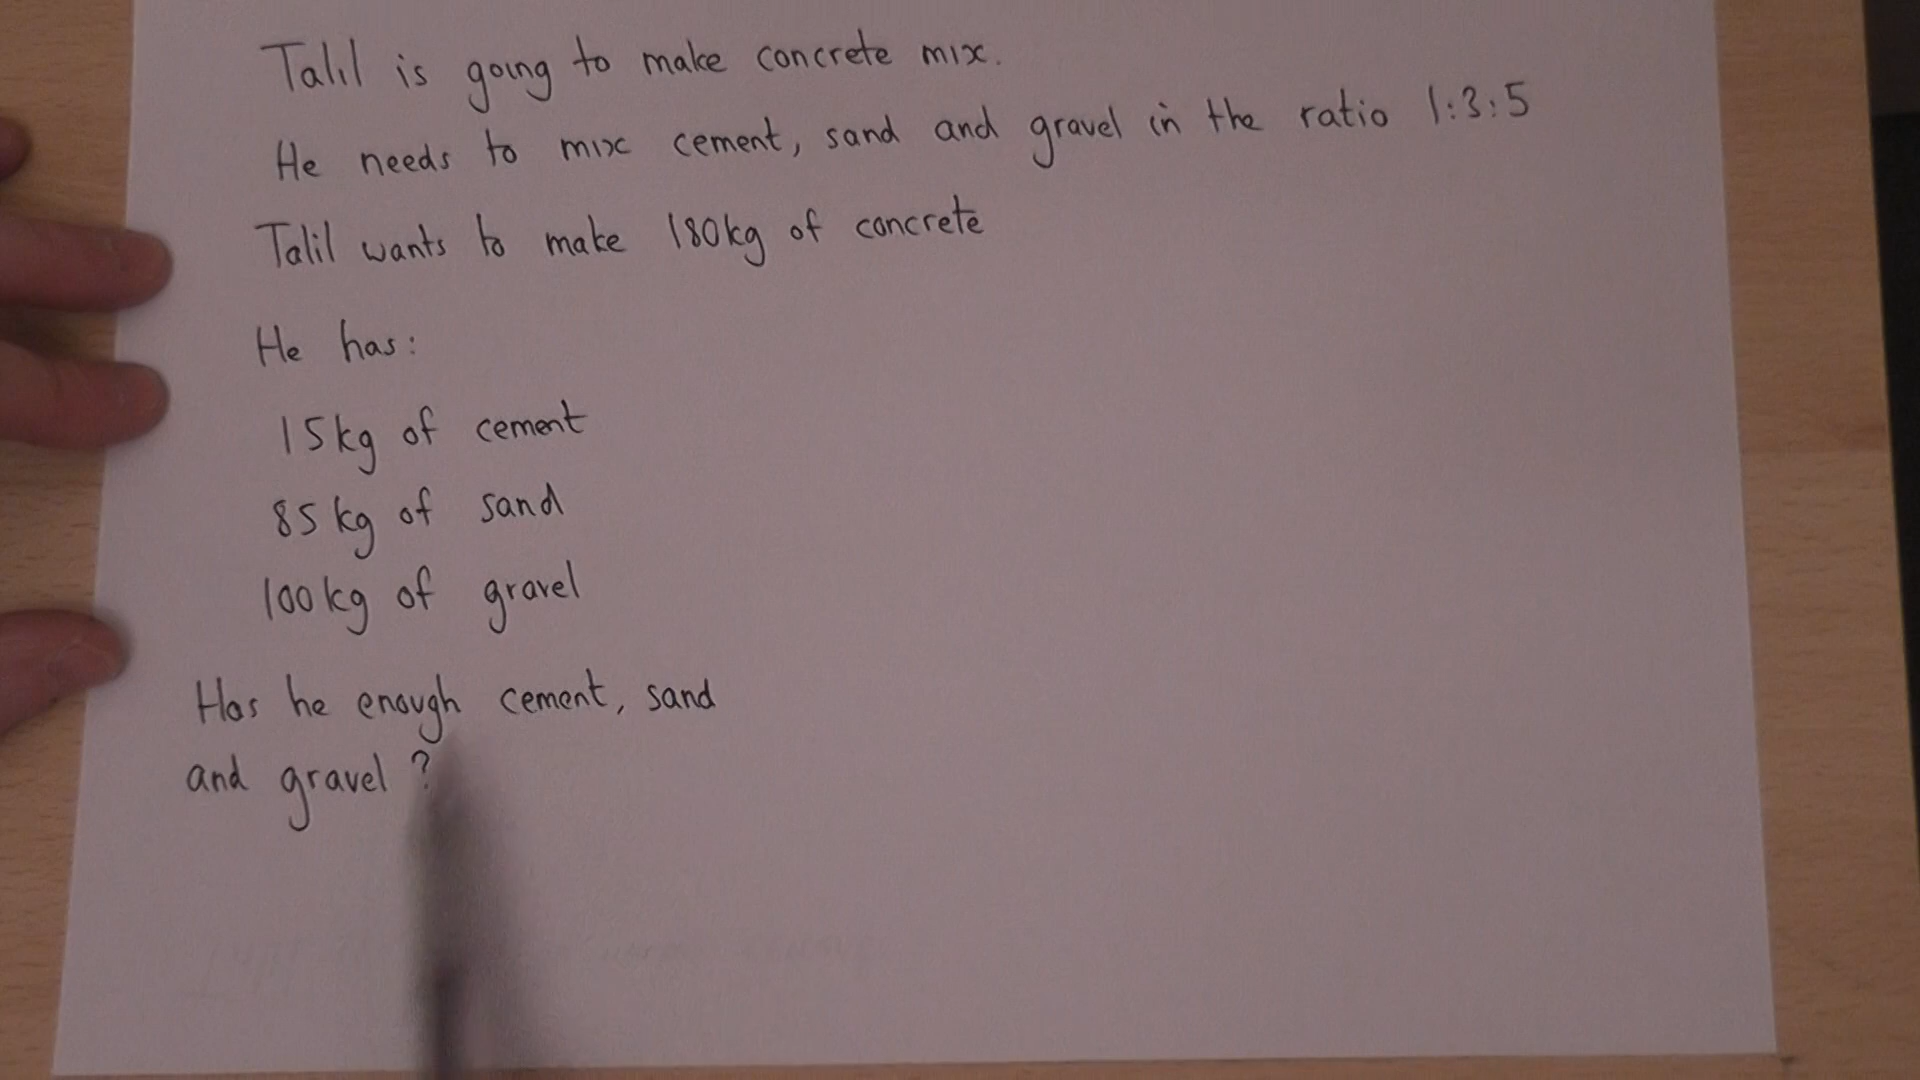 Talil is going to make concrete mix.
He needs to mix cement, sand and gravel in the ratio 1:3:5
Talil wants to make 180kg of concrete
He has:
15kg of cement
85kg of sand
100kg of gravel
Has he enough cement, sand
and gravel?